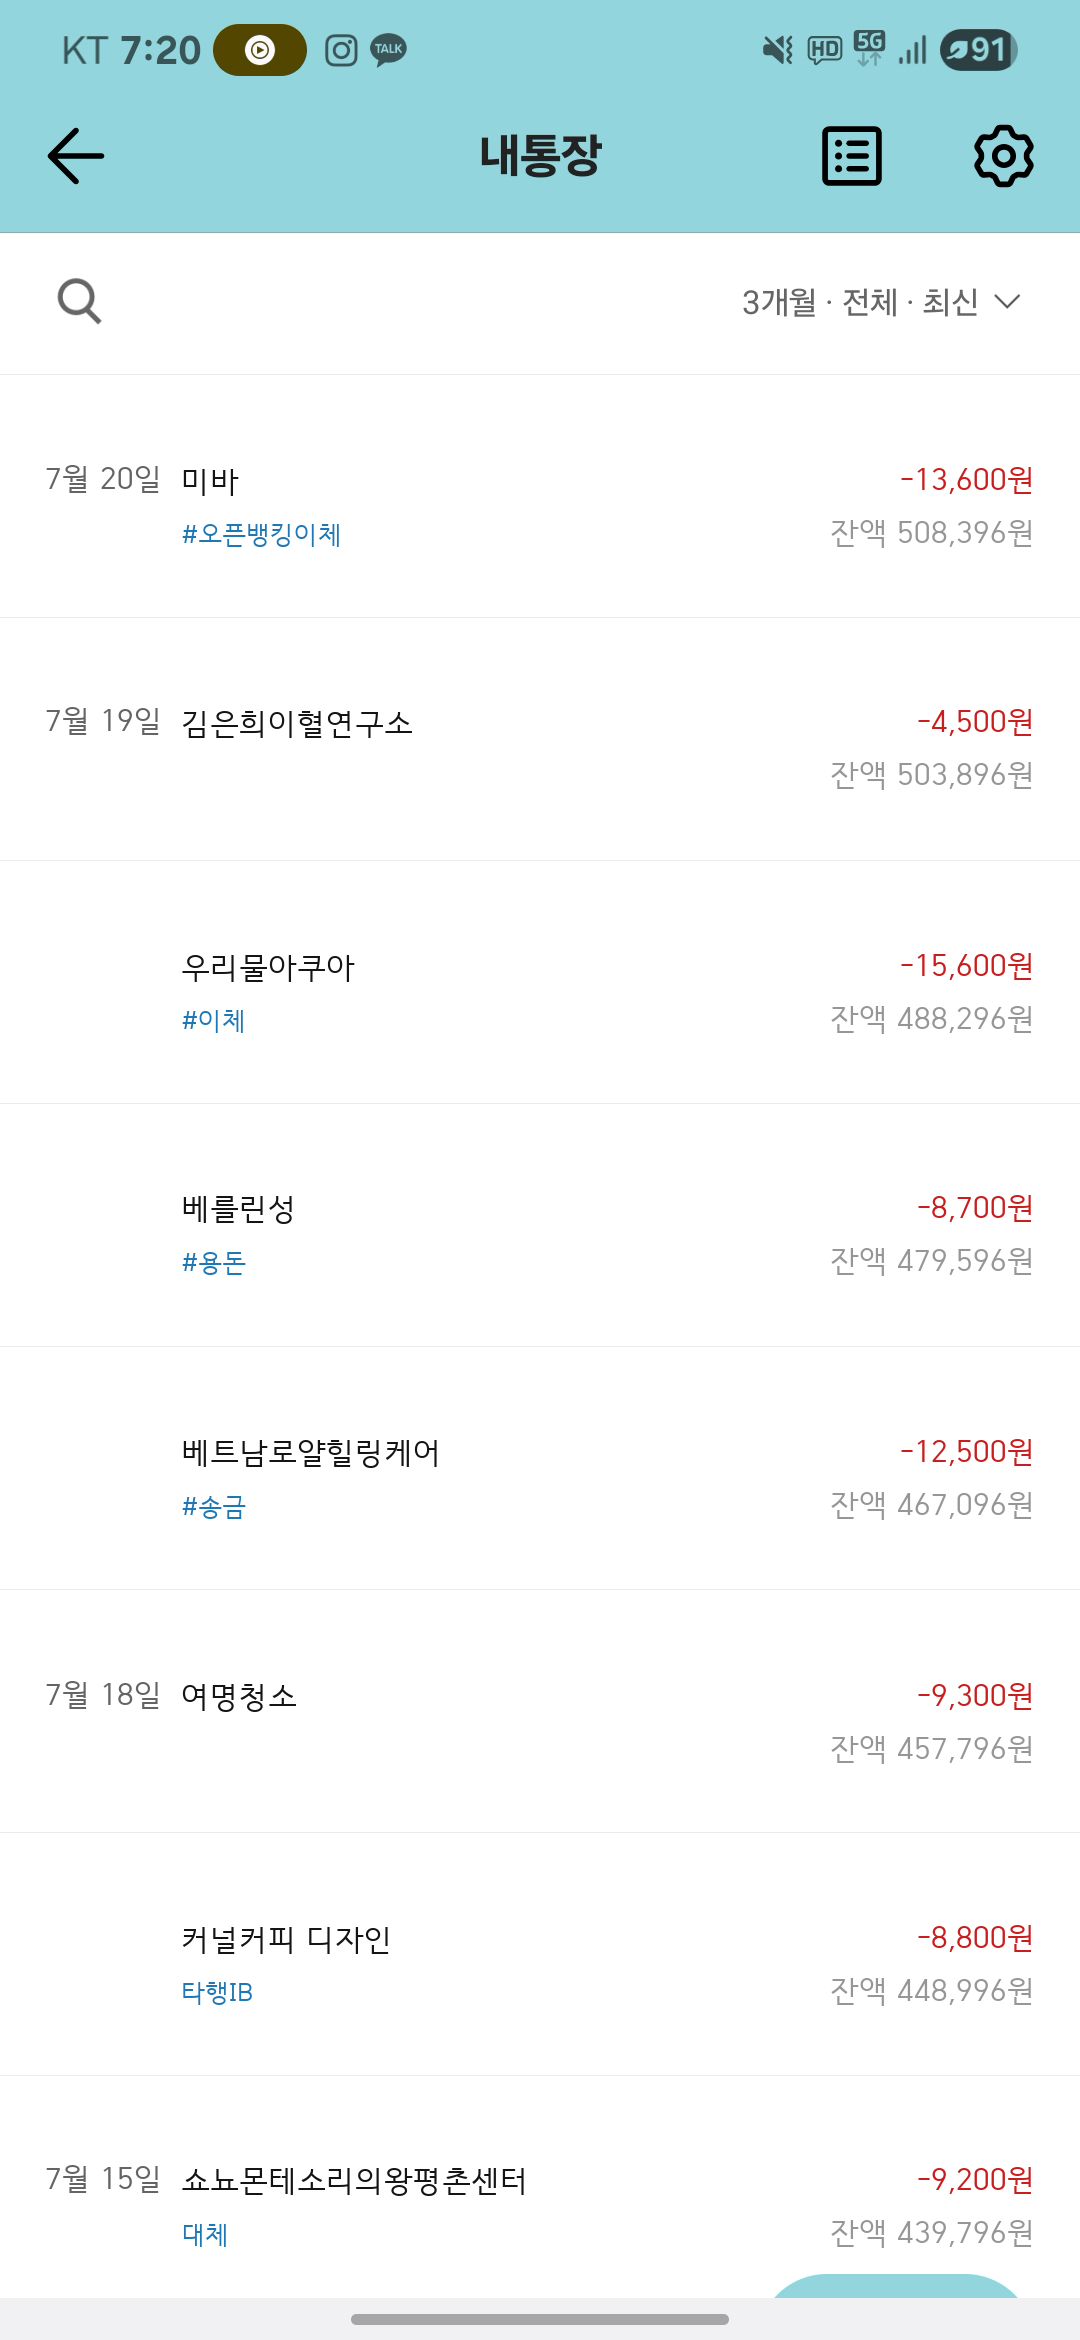 KT 7:20 TALK HD 5G 91
내통장
3개월 · 전체 · 최신
7월 20일 미바 -13,600원
#오픈뱅킹이체 잔액 508,396원
7월 19일 김은희이혈연구소 -4,500원
잔액 503,896원
우리물아쿠아 -15,600원
#이체 잔액 488,296원
베를린성 -8,700원
#용돈 잔액 479,596원
베트남로얄힐링케어 -12,500원
#송금 잔액 467,096원
7월 18일 여명청소 -9,300원
잔액 457,796원
커널커피 디자인 -8,800원
타행IB 잔액 448,996원
7월 15일 쇼뇨몬테소리의왕평촌센터 -9,200원
대체 잔액 439,796원